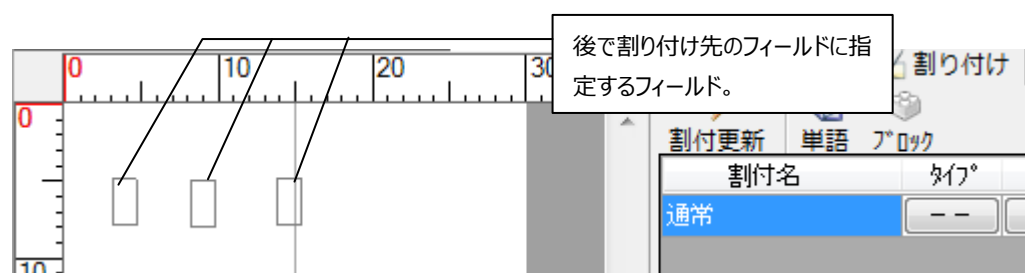 後で割り付け先のフィールドに指
定するフィールド。
0 10 20 30
0
10
割り付け
割付更新 単語 ﾌﾞﾛｯｸ
割付名 ﾀｲﾌﾟ
通常 --